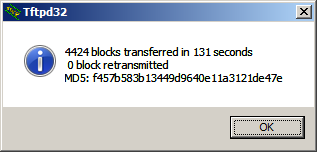 Tftpd32
4424 blocks transferred in 131 seconds
0 block retransmitted
MD5: f457b583b13449d9640e11a3121de47e
OK